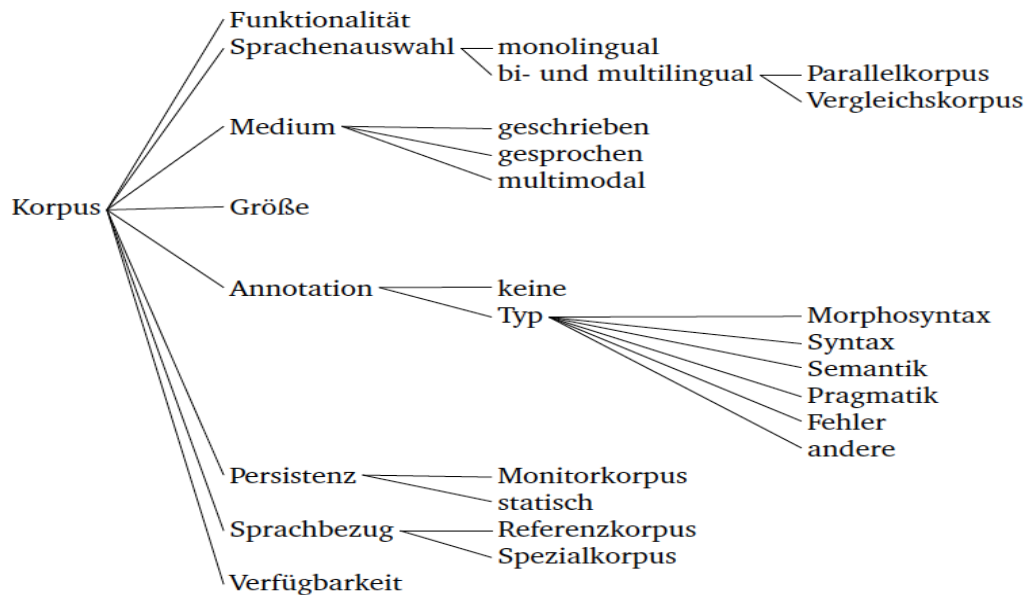 Funktionalität
Sprachenauswahl
monolingual
bi- und multilingual
Parallelkorpus
Vergleichskorpus
Medium
geschrieben
gesprochen
multimodal
Korpus
Größe
Annotation
keine
Typ
Morphosyntax
Syntax
Semantik
Pragmatik
Fehler
andere
Persistenz
Monitorkorpus
statisch
Sprachbezug
Referenzkorpus
Spezialkorpus
Verfügbarkeit